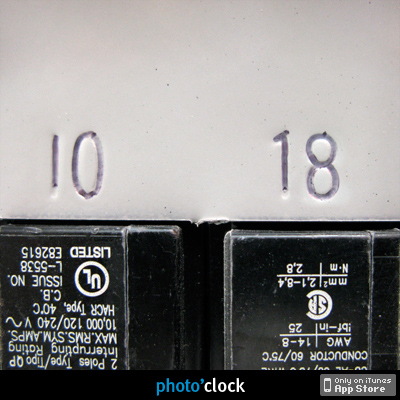 10 18
2 Poles Type/Tipo QP
Interrupting Rating
MAX.RMS.SYM.AMPS.
10,000 120/240 V~
HACR Type, 40°C
C.B.
ISSUE NO.
L-5538
E82615
UL
LISTED
CONDUCTOR 60/75°C
AWG 14-8
lbf-in 25
mm² 2,1-8,4
N·m 2,8
photo'clock
Only on iTunes
App Store